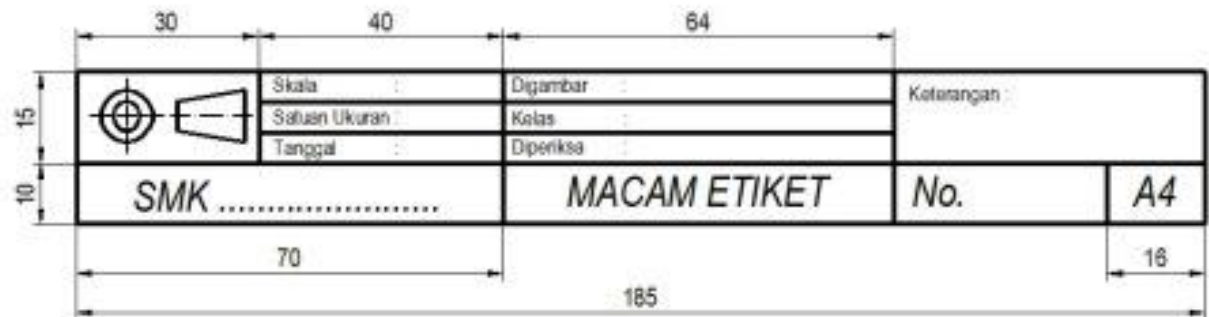 30 40 64
15
Skala :
Satuan Ukuran :
Tanggal :
Digambar :
Kelas :
Diperiksa :
Keterangan :
10
SMK ......................
MACAM ETIKET
No.
A4
70
16
185